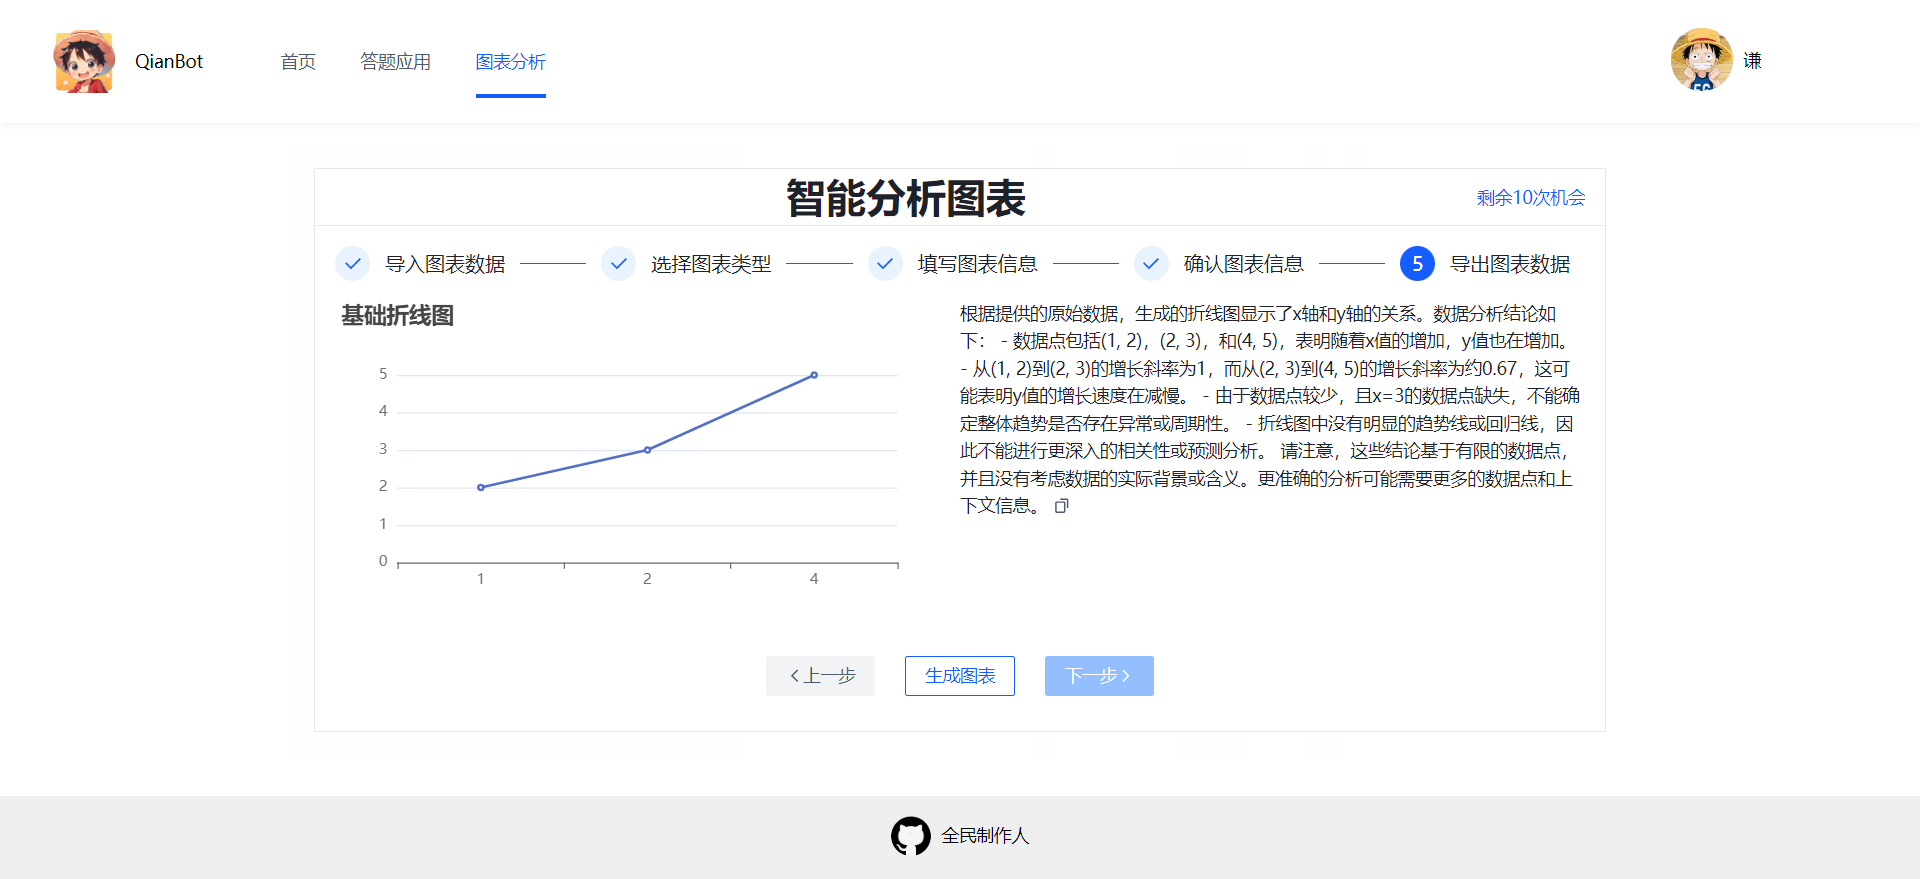 QianBot
首页
答题应用
图表分析
谦
智能分析图表
剩余10次机会
导入图表数据
选择图表类型
填写图表信息
确认图表信息
5
导出图表数据
基础折线图
5
4
3
2
1
0
1
2
4
根据提供的原始数据，生成的折线图显示了x轴和y轴的关系。数据分析结论如
下： - 数据点包括(1, 2)，(2, 3)，和(4, 5)，表明随着x值的增加，y值也在增加。
- 从(1, 2)到(2, 3)的增长斜率为1，而从(2, 3)到(4, 5)的增长斜率为约0.67，这可
能表明y值的增长速度在减慢。 - 由于数据点较少，且x=3的数据点缺失，不能确
定整体趋势是否存在异常或周期性。 - 折线图中没有明显的趋势线或回归线，因
此不能进行更深入的相关性或预测分析。 请注意，这些结论基于有限的数据点，
并且没有考虑数据的实际背景或含义。更准确的分析可能需要更多的数据点和上
下文信息。
上一步
生成图表
下一步
全民制作人